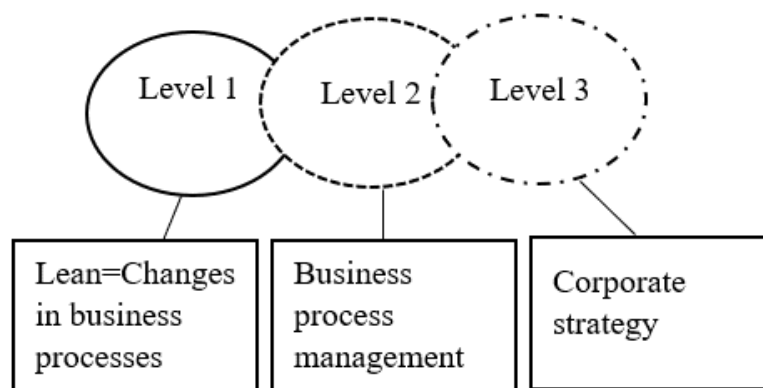 Level 1
Level 2
Level 3
Lean=Changes
in business
processes
Business
process
management
Corporate
strategy